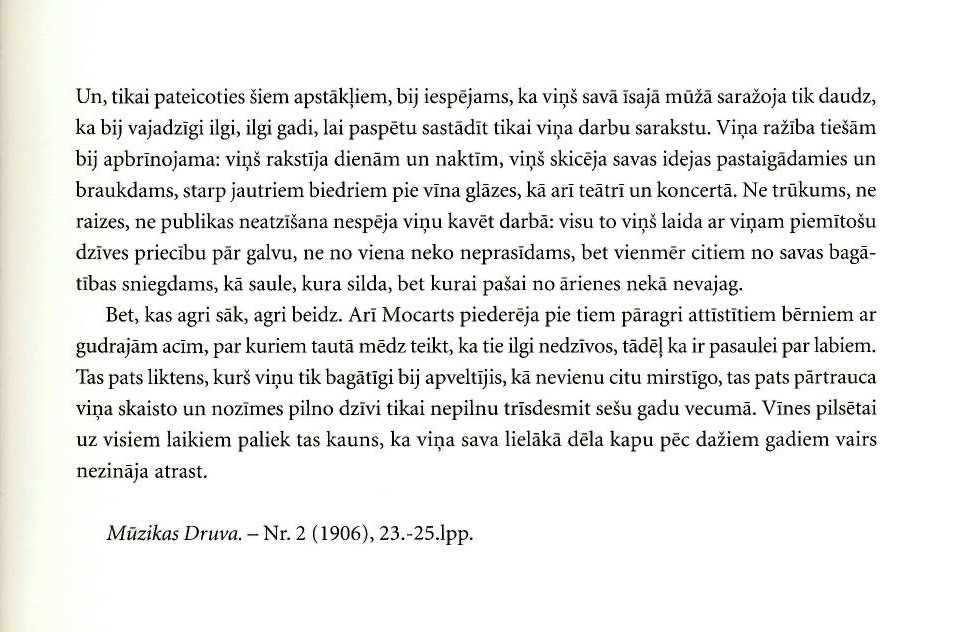 Un, tikai pateicoties šiem apstākļiem, bij iespējams, ka viņš savā īsajā mūžā saražoja tik daudz,
ka bij vajadzīgi ilgi, ilgi gadi, lai paspētu sastādīt tikai viņa darbu sarakstu. Viņa ražība tiešām
bij apbrīnojama: viņš rakstīja dienām un naktīm, viņš skicēja savas idejas pastaigādamies un
braukdams, starp jautriem biedriem pie vīna glāzes, kā arī teātrī un koncertā. Ne trūkums, ne
raizes, ne publikas neatzīšana nespēja viņu kavēt darbā: visu to viņš laida ar viņam piemītošu
dzīves priecību pār galvu, ne no viena neko neprasīdams, bet vienmēr citiem no savas bagā-
tības sniegdams, kā saule, kura silda, bet kurai pašai no ārienes nekā nevajag.
Bet, kas agri sāk, agri beidz. Arī Mocarts piederēja pie tiem pāragri attīstītiem bērniem ar
gudrajām acīm, par kuriem tautā mēdz teikt, ka tie ilgi nedzīvos, tādēļ ka ir pasaulei par labiem.
Tas pats liktens, kurš viņu tik bagātīgi bij apveltījis, kā nevienu citu mirstīgo, tas pats pārtrauca
viņa skaisto un nozīmes pilno dzīvi tikai nepilnu trīsdesmit sešu gadu vecumā. Vīnes pilsētai
uz visiem laikiem paliek tas kauns, ka viņa sava lielākā dēla kapu pēc dažiem gadiem vairs
nezināja atrast.
Mūzikas Druva. – Nr. 2 (1906), 23.-25.lpp.